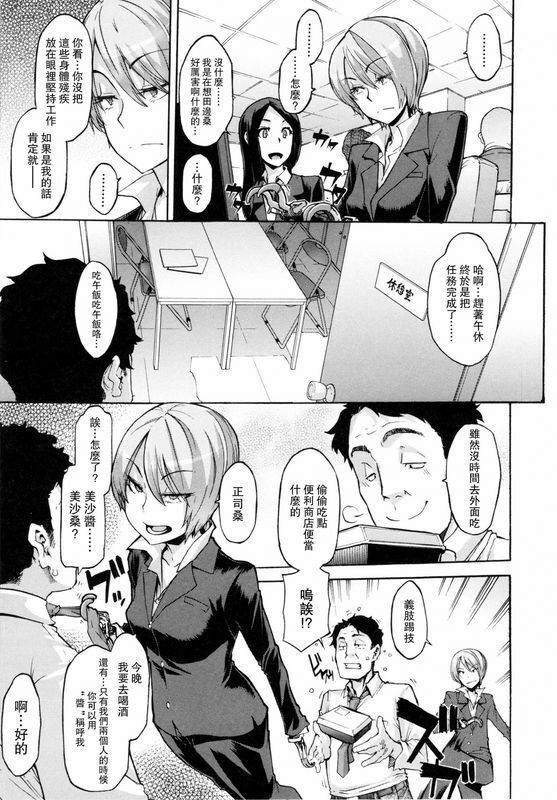 …怎麼?
沒什麼…
我是在想田邊桑
好厲害啊什麼的…
…什麼?
你看…你沒把
這些身體殘疾
放在眼裡堅持工作
如果是我的話
肯定就——
……
哈啊…趕著午休
終於是把
任務完成了……
休憩室
吃午飯吃午飯咯…
雖然沒時間去外面吃
偷偷吃點
便利商店便當
什麼的
正司桑
誒…怎麼了?
美沙醬……
美沙桑?
嗚誒!?
義肢踢技
今晚
我要去喝酒
還有…只有我們兩個人的時候
你可以用
“醬”稱呼我
啊…好的
ズズズ